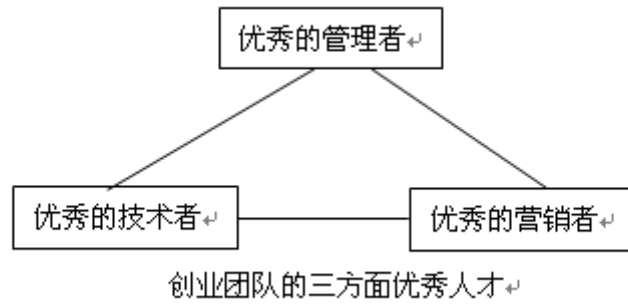 优秀的管理者
优秀的技术者
优秀的营销者
创业团队的三方面优秀人才